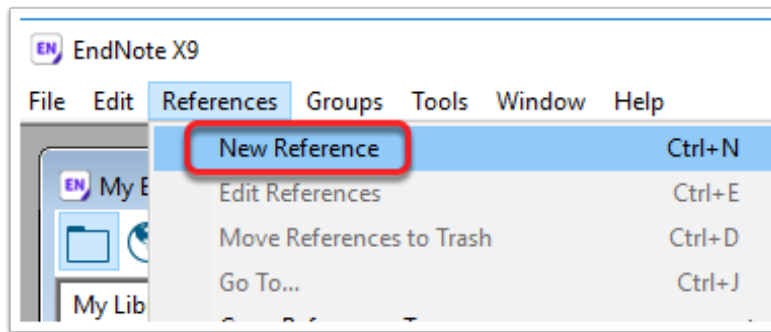 EN EndNote X9
File Edit References Groups Tools Window Help
New Reference Ctrl+N
EN My E
Edit References Ctrl+E
Move References to Trash Ctrl+D
Go To... Ctrl+J
My Lib